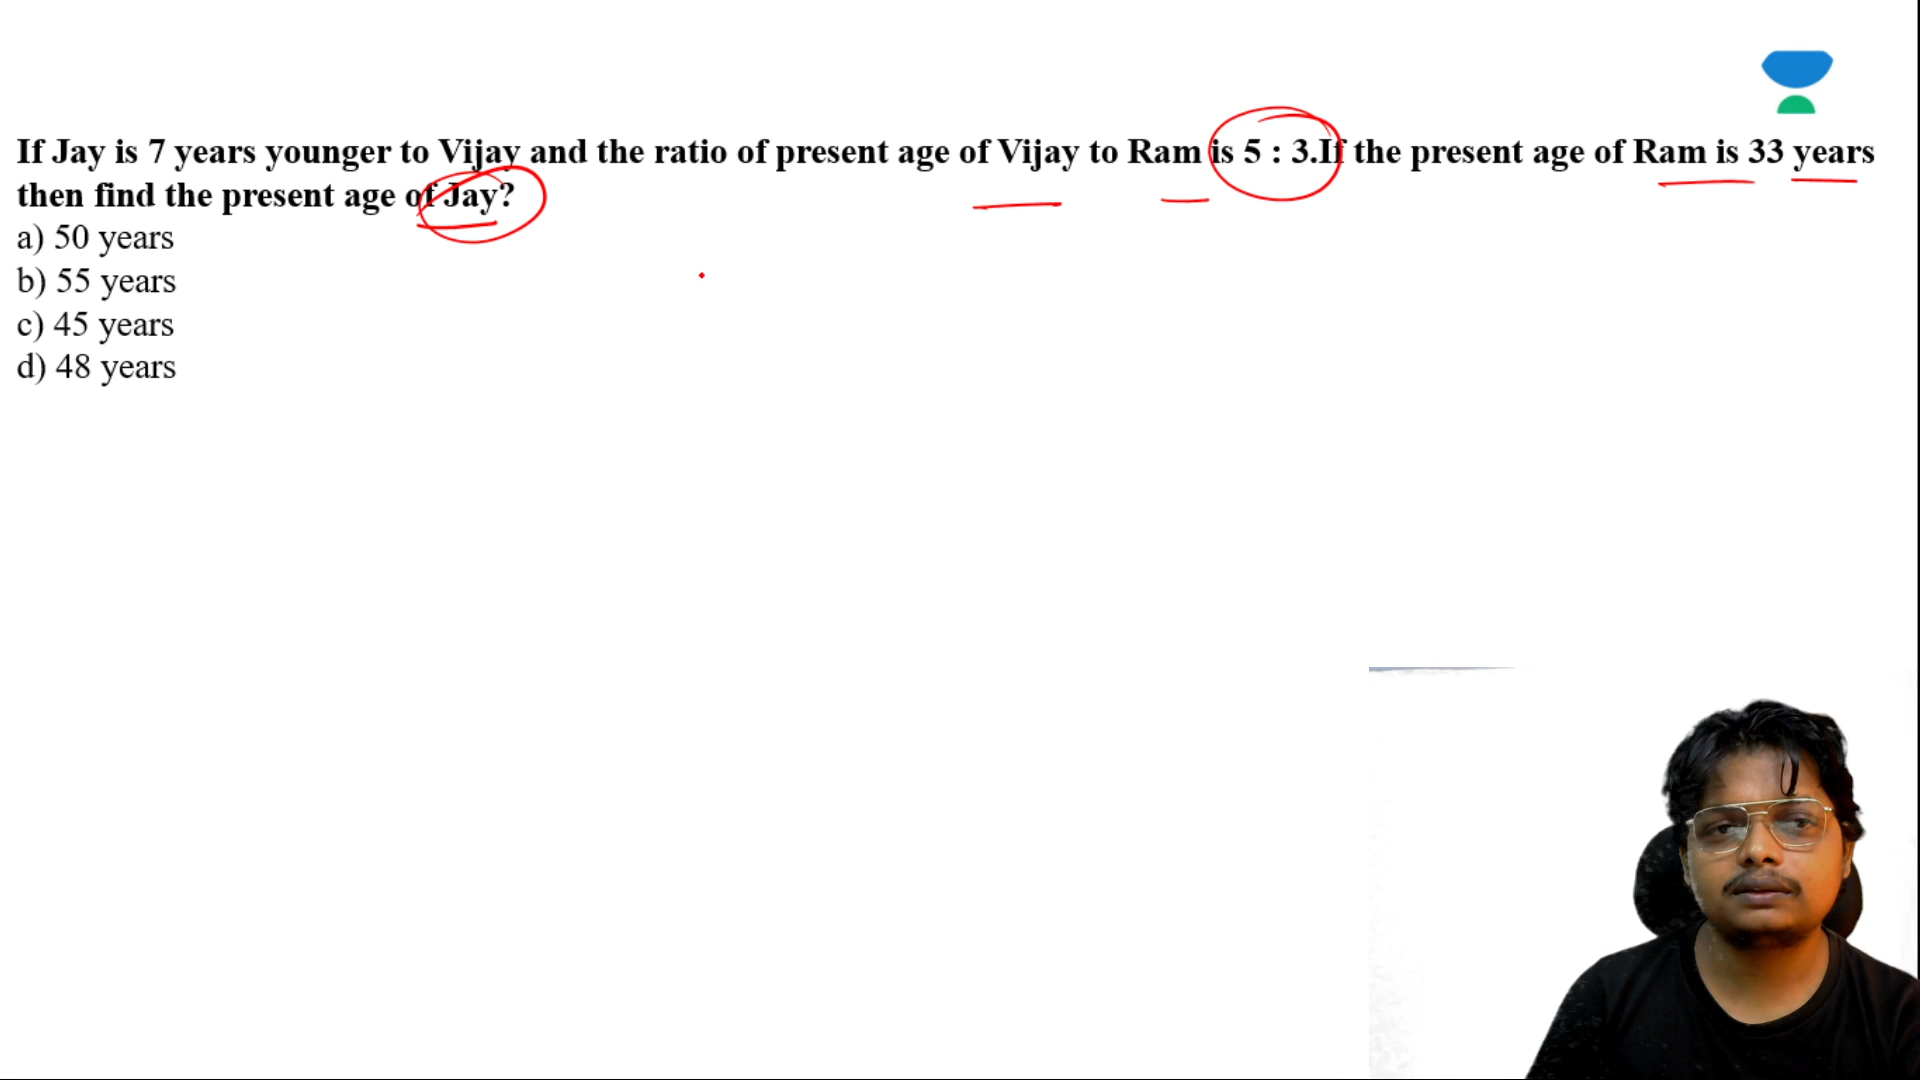 If Jay is 7 years younger to Vijay and the ratio of present age of Vijay to Ram is 5 : 3.If the present age of Ram is 33 years
then find the present age of Jay?
a) 50 years
b) 55 years
c) 45 years
d) 48 years